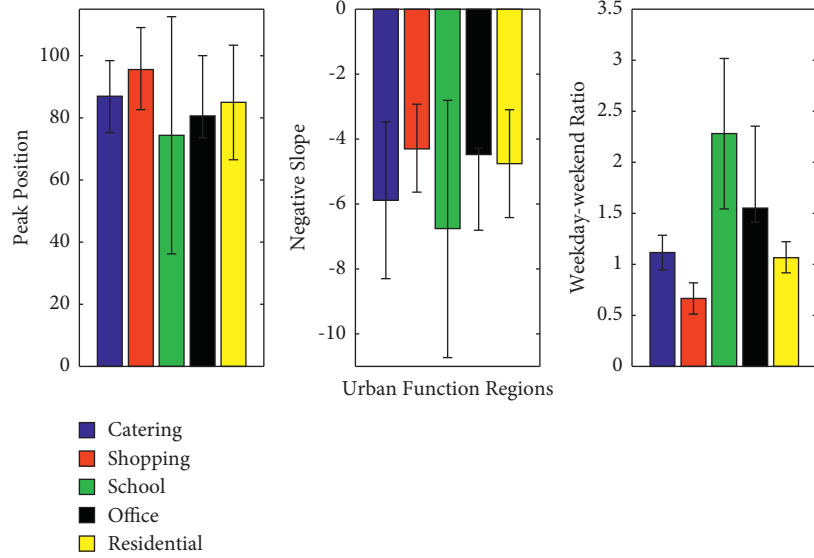 100
80
60
40
20
0
Peak Position
0
-2
-4
-6
-8
-10
Negative Slope
Urban Function Regions
3.5
3
2.5
2
1.5
1
0.5
0
Weekday-weekend Ratio
Catering
Shopping
School
Office
Residential